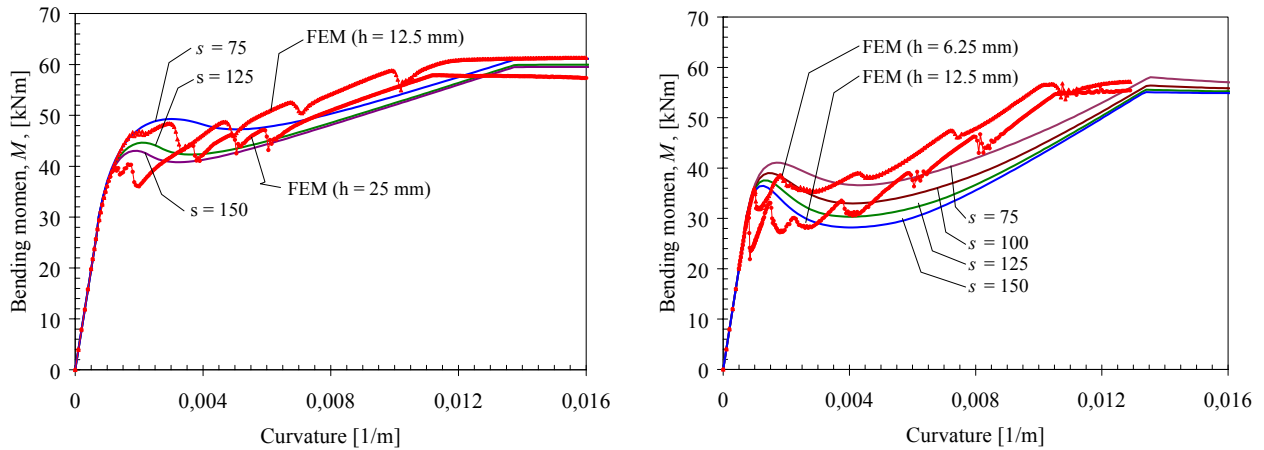 70
60
50
40
30
20
10
0
Bending momen, M , [kNm]
s = 75
s = 125
FEM (h = 12.5 mm)
FEM (h = 25 mm)
s = 150
0
0,004
0,008
0,012
0,016
Curvature [1/m]
70
60
50
40
30
20
10
0
Bending momen, M , [kNm]
FEM (h = 6.25 mm)
FEM (h = 12.5 mm)
s = 75
s = 100
s = 125
s = 150
0
0,004
0,008
0,012
0,016
Curvature [1/m]